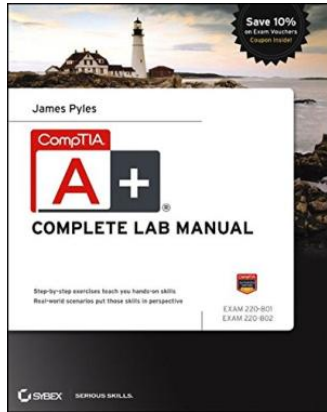 Save 10%
on Exam Vouchers
Coupon Inside!
James Pyles
CompTIA
A+
®
COMPLETE LAB MANUAL
Step-by-step exercises teach you hands-on skills
Real-world scenarios put those skills in perspective
EXAM 220-801
EXAM 220-802
SYBEX SERIOUS SKILLS.